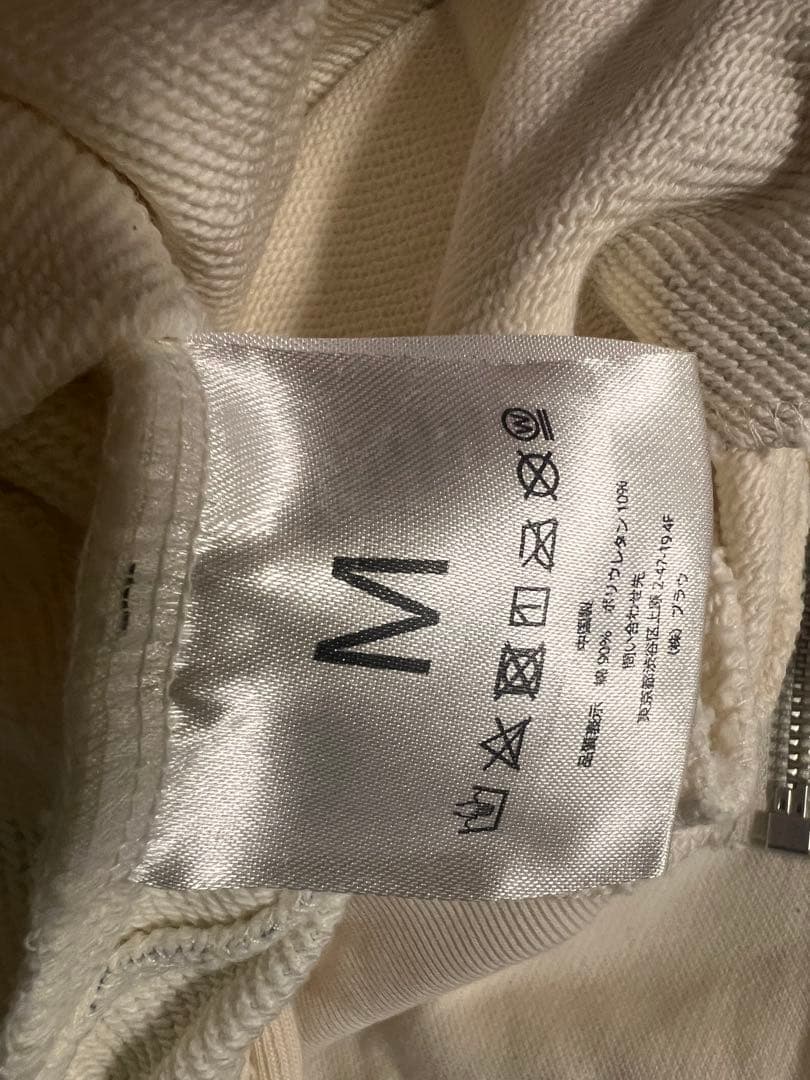 M
W
中国製
品質表示 綿 90% ポリウレタン 10%
問い合わせ先
東京都渋谷区上原 2-47-19 4F
(株) フラウ